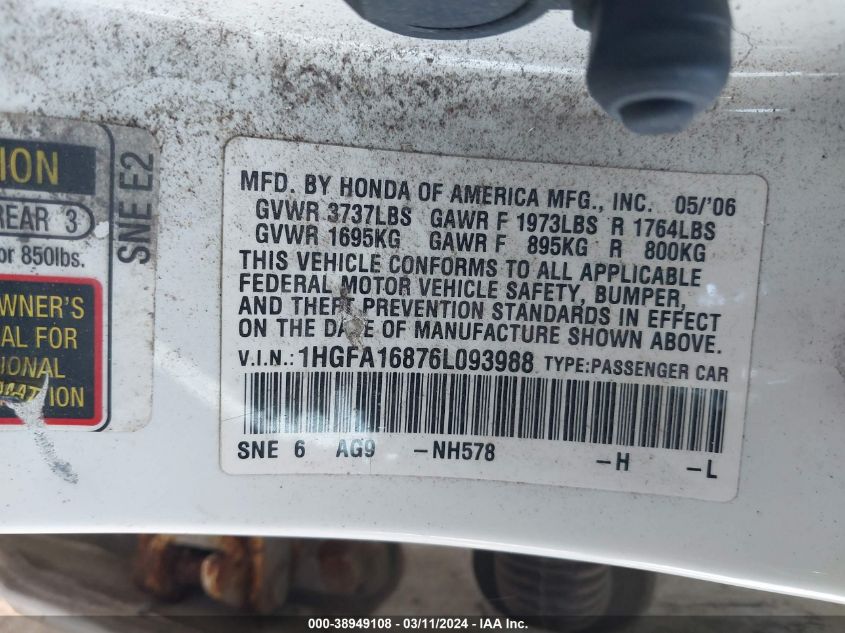 ION
REAR 3
or 850lbs.
WNER'S
AL FOR
IONAL
ION
SNE E2
MFD. BY HONDA OF AMERICA MFG., INC. 05/'06
GVWR 3737LBS GAWR F 1973LBS R 1764LBS
GVWR 1695KG GAWR F 895KG R 800KG
THIS VEHICLE CONFORMS TO ALL APPLICABLE
FEDERAL MOTOR VEHICLE SAFETY, BUMPER,
AND THEFT PREVENTION STANDARDS IN EFFECT
ON THE DATE OF MANUFACTURE SHOWN ABOVE.
V.I.N.: 1HGFA16876L093988 TYPE:PASSENGER CAR
SNE 6 AG9 -NH578 -H -L
000-38949108 - 03/11/2024 - IAA Inc.